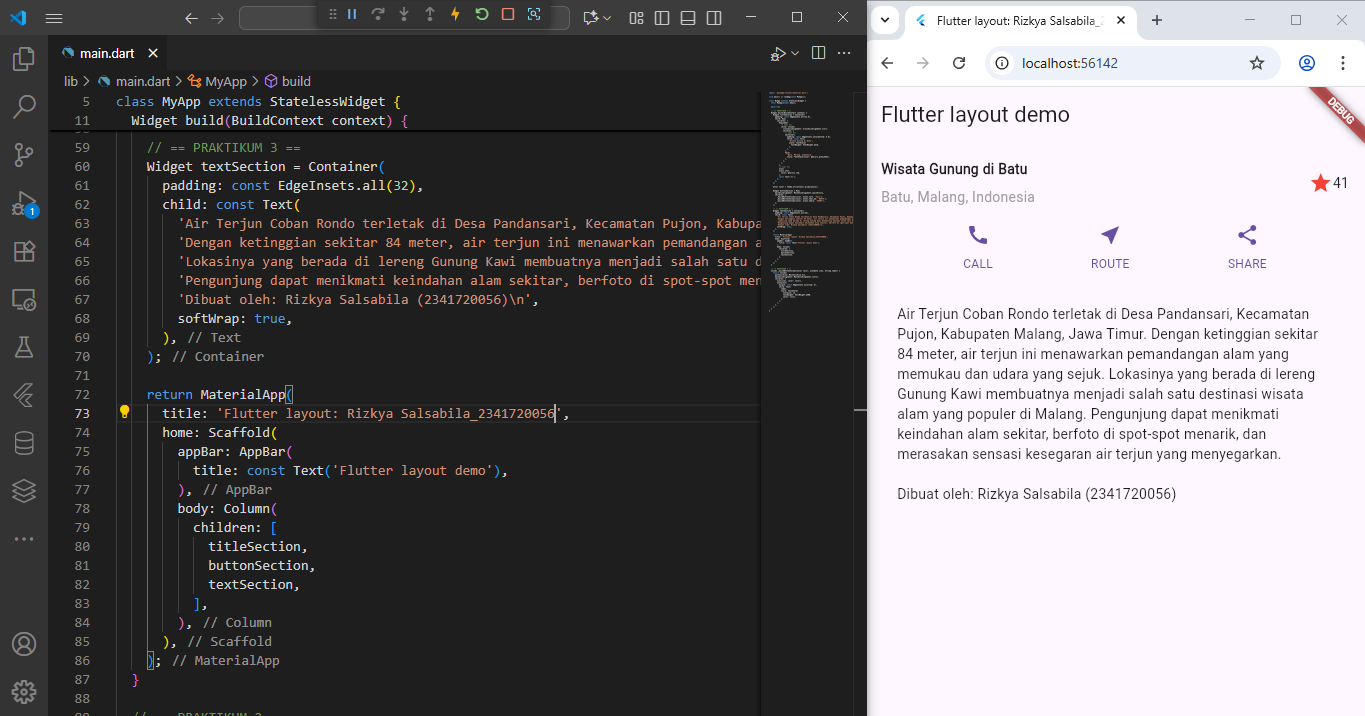 main.dart
lib > main.dart > MyApp > build
5 class MyApp extends StatelessWidget {
11 Widget build(BuildContext context) {
59 // == PRAKTIKUM 3 ==
60 Widget textSection = Container(
61 padding: const EdgeInsets.all(32),
62 child: const Text(
63 'Air Terjun Coban Rondo terletak di Desa Pandansari, Kecamatan Pujon, Kabupa
64 'Dengan ketinggian sekitar 84 meter, air terjun ini menawarkan pemandangan a
65 'Lokasinya yang berada di lereng Gunung Kawi membuatnya menjadi salah satu d
66 'Pengunjung dapat menikmati keindahan alam sekitar, berfoto di spot-spot men
67 'Dibuat oleh: Rizkya Salsabila (2341720056)\n',
68 softWrap: true,
69 ), // Text
70 ); // Container
71
72 return MaterialApp(
73 title: 'Flutter layout: Rizkya Salsabila_2341720056',
74 home: Scaffold(
75 appBar: AppBar(
76 title: const Text('Flutter layout demo'),
77 ), // AppBar
78 body: Column(
79 children: [
80 titleSection,
81 buttonSection,
82 textSection,
83 ],
84 ), // Column
85 ), // Scaffold
86 ); // MaterialApp
87 }
88
1
Flutter layout: Rizkya Salsabila_
localhost:56142
DEBUG
Flutter layout demo
Wisata Gunung di Batu
Batu, Malang, Indonesia
41
CALL
ROUTE
SHARE
Air Terjun Coban Rondo terletak di Desa Pandansari, Kecamatan
Pujon, Kabupaten Malang, Jawa Timur. Dengan ketinggian sekitar
84 meter, air terjun ini menawarkan pemandangan alam yang
memukau dan udara yang sejuk. Lokasinya yang berada di lereng
Gunung Kawi membuatnya menjadi salah satu destinasi wisata
alam yang populer di Malang. Pengunjung dapat menikmati
keindahan alam sekitar, berfoto di spot-spot menarik, dan
merasakan sensasi kesegaran air terjun yang menyegarkan.
Dibuat oleh: Rizkya Salsabila (2341720056)